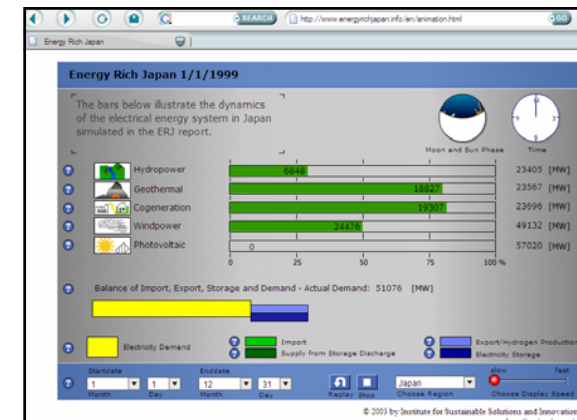 SEARCH
http://www.energyrichjapan.info/en/animation.html
GO
Energy Rich Japan
Energy Rich Japan 1/1/1999
The bars below illustrate the dynamics
of the electrical energy system in Japan
simulated in the ERJ report.
Moon and Sun Phase
Time
Hydropower 6848 23405 [MW]
Geothermal 18827 23567 [MW]
Cogeneration 19307 23696 [MW]
Windpower 24476 49132 [MW]
Photovoltaic 0 57020 [MW]
0 25 50 75 100 %
Balance of Import, Export, Storage and Demand - Actual Demand: 51076 [MW]
Electricity Demand
Import
Supply from Storage Discharge
Export/Hydrogen Production
Electricity Storage
Startdate
1 1
Month Day
Enddate
12 31
Month Day
Replay Stop
Japan
Choose Region
slow fast
Choose Display Speed
© 2003 by Institute for Sustainable Solutions and Innovations